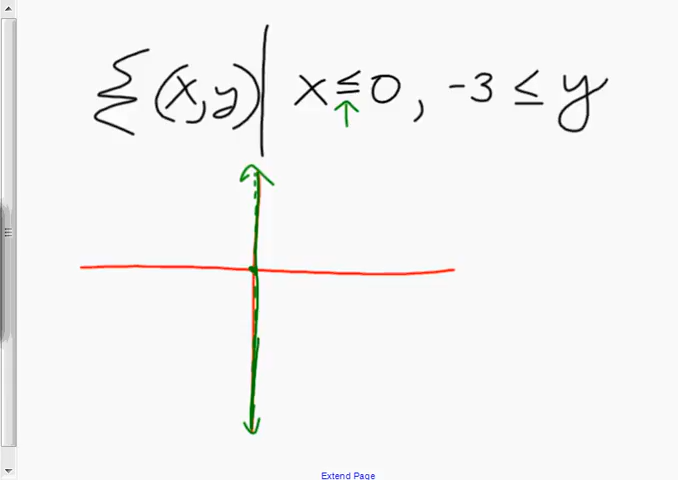 {(x,y)| x ≤ 0, -3 ≤ y
Extend Page